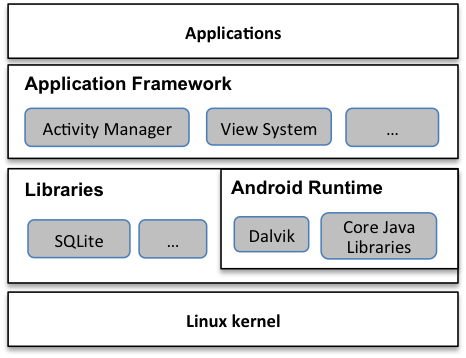 Applications
Application Framework
Activity Manager
View System
...
Libraries
SQLite
...
Android Runtime
Dalvik
Core Java
Libraries
Linux kernel